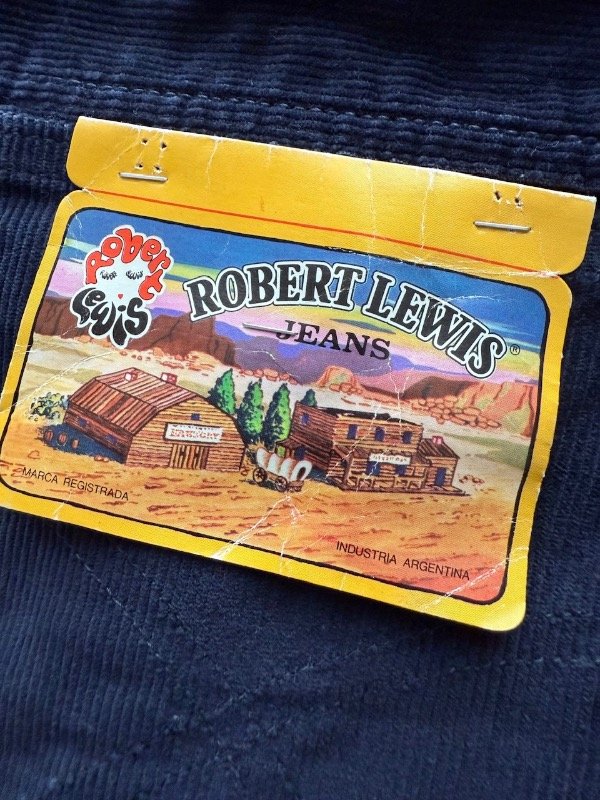 Robert
Lewis
ROBERT LEWIS®
JEANS
MARCA REGISTRADA
INDUSTRIA ARGENTINA